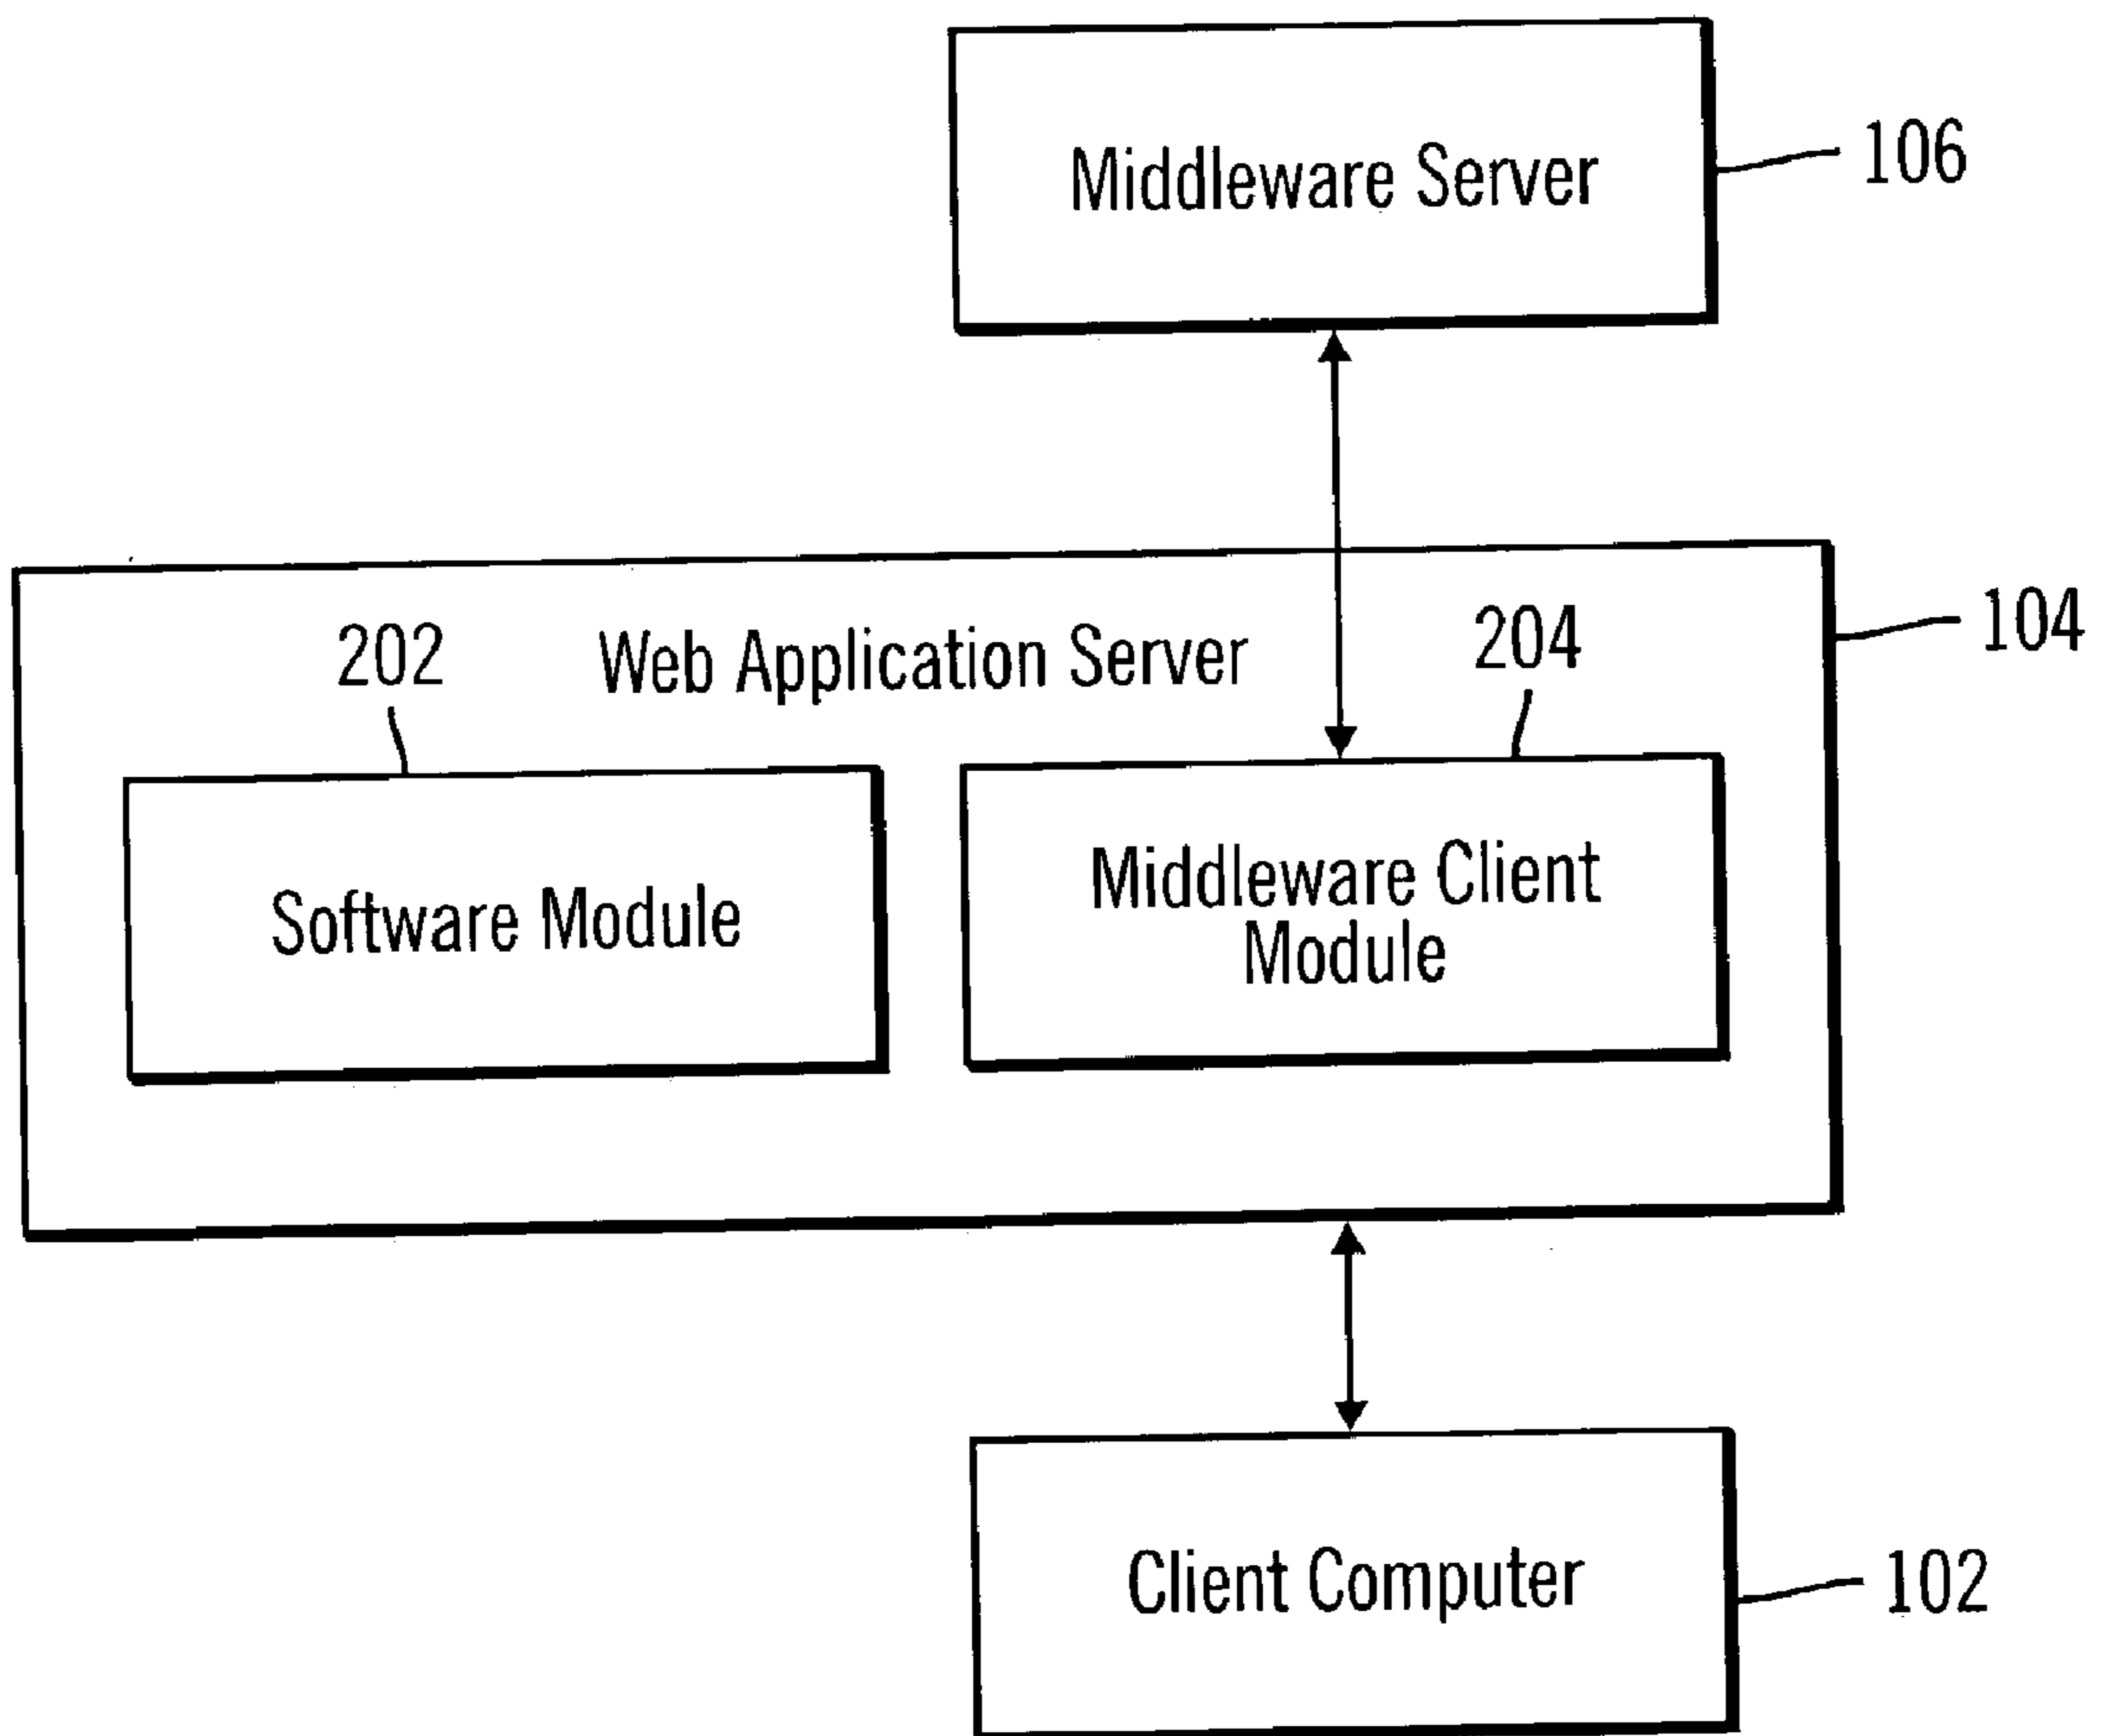 Middleware Server
106
104
202
Web Application Server
204
Software Module
Middleware Client
Module
Client Computer
102